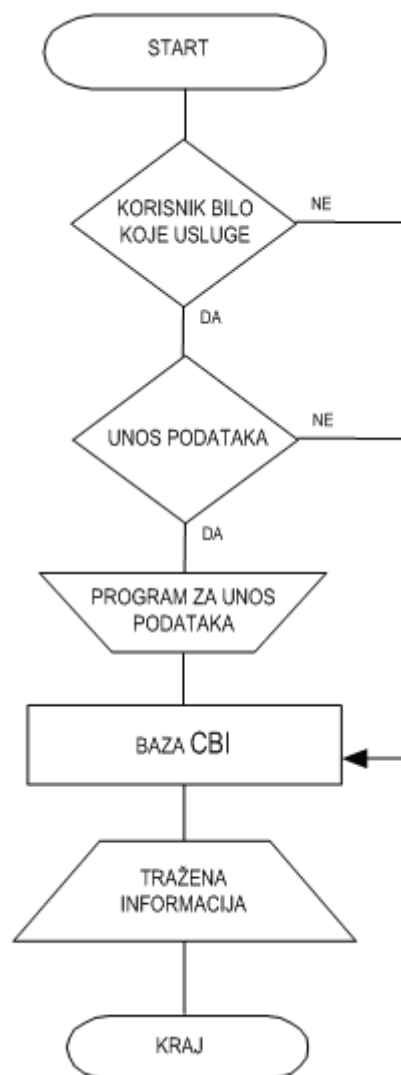 START
KORISNIK BILO
KOJE USLUGE
NE
DA
UNOS PODATAKA
NE
DA
PROGRAM ZA UNOS
PODATAKA
BAZA CBI
TRAŽENA
INFORMACIJA
KRAJ